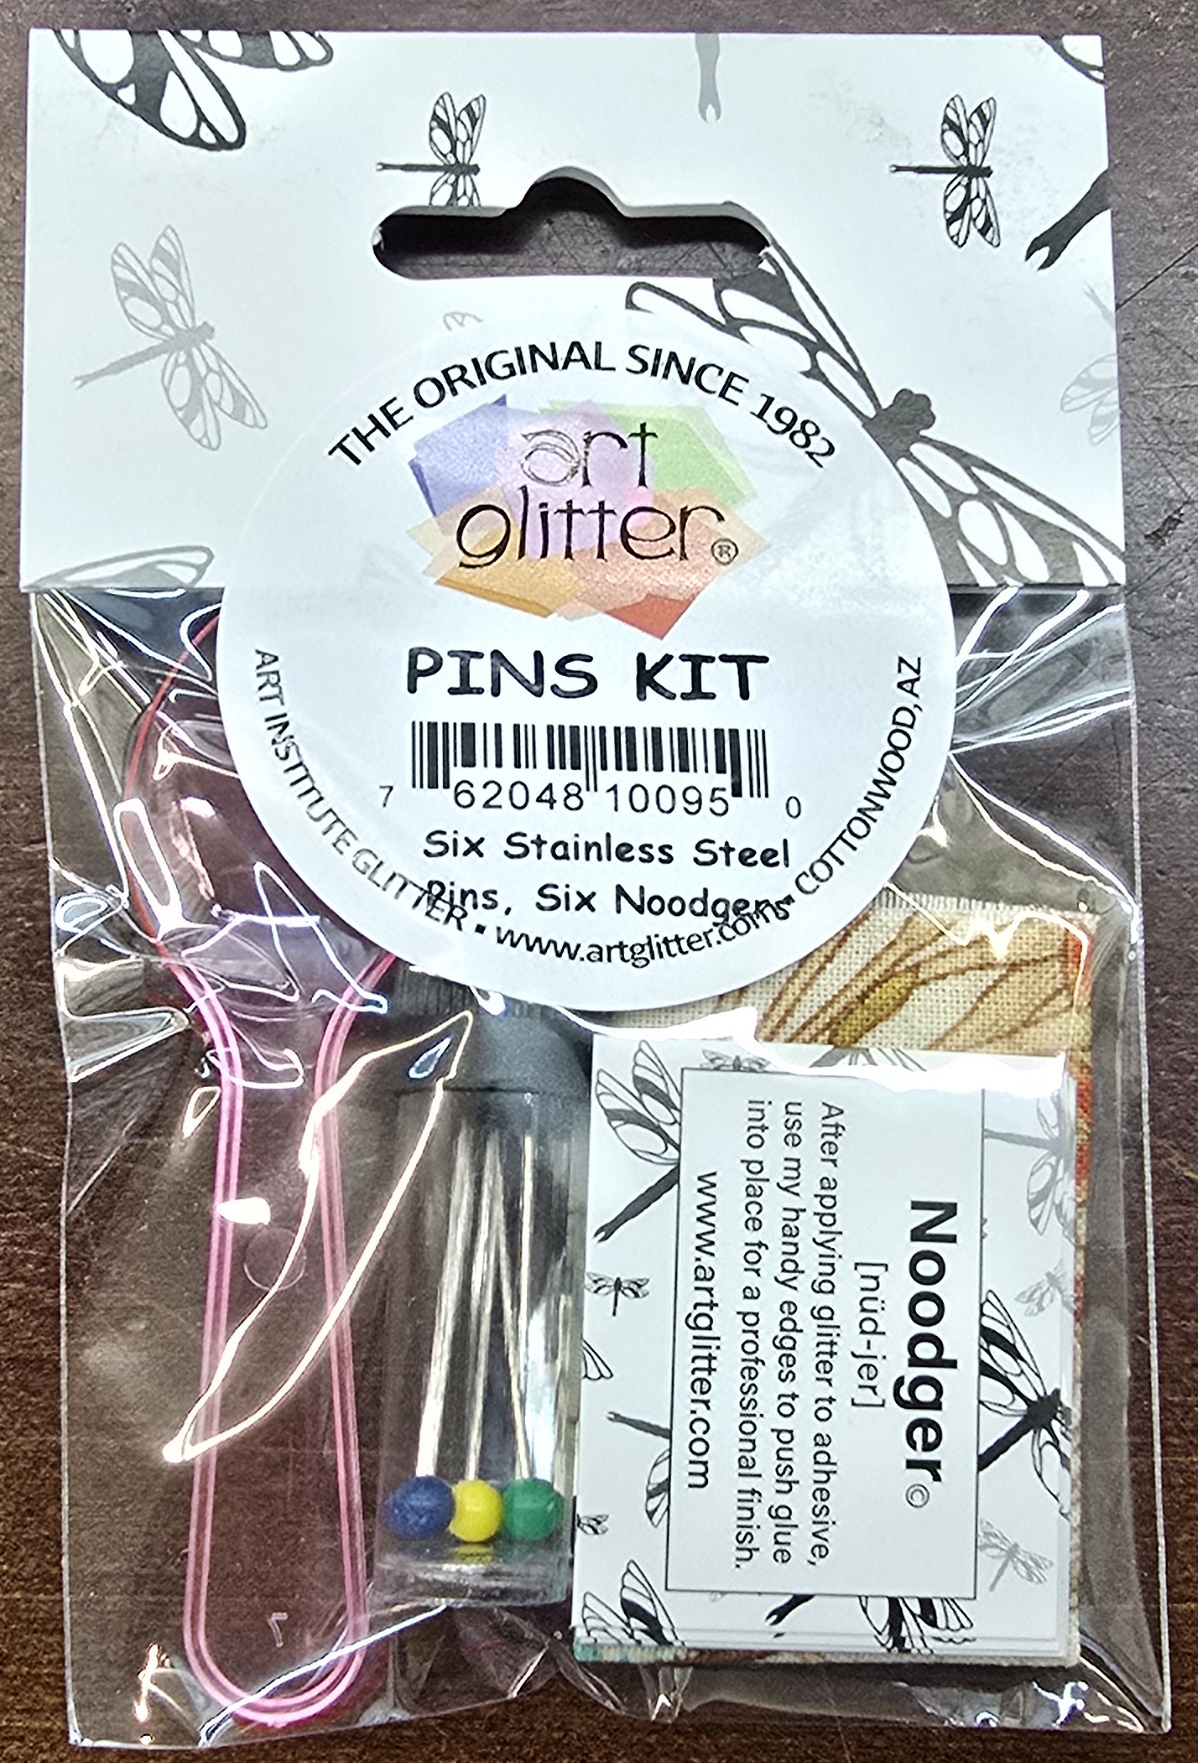 THE ORIGINAL SINCE 1982
art
glitter®
PINS KIT
7 62048 10095 0
Six Stainless Steel
Pins, Six Noodgers
ART INSTITUTE GLITTER • www.artglitter.com • COTTONWOOD, AZ
Noodger©
[nüd-jer]
After applying glitter to adhesive,
use my handy edges to push glue
into place for a professional finish.
www.artglitter.com